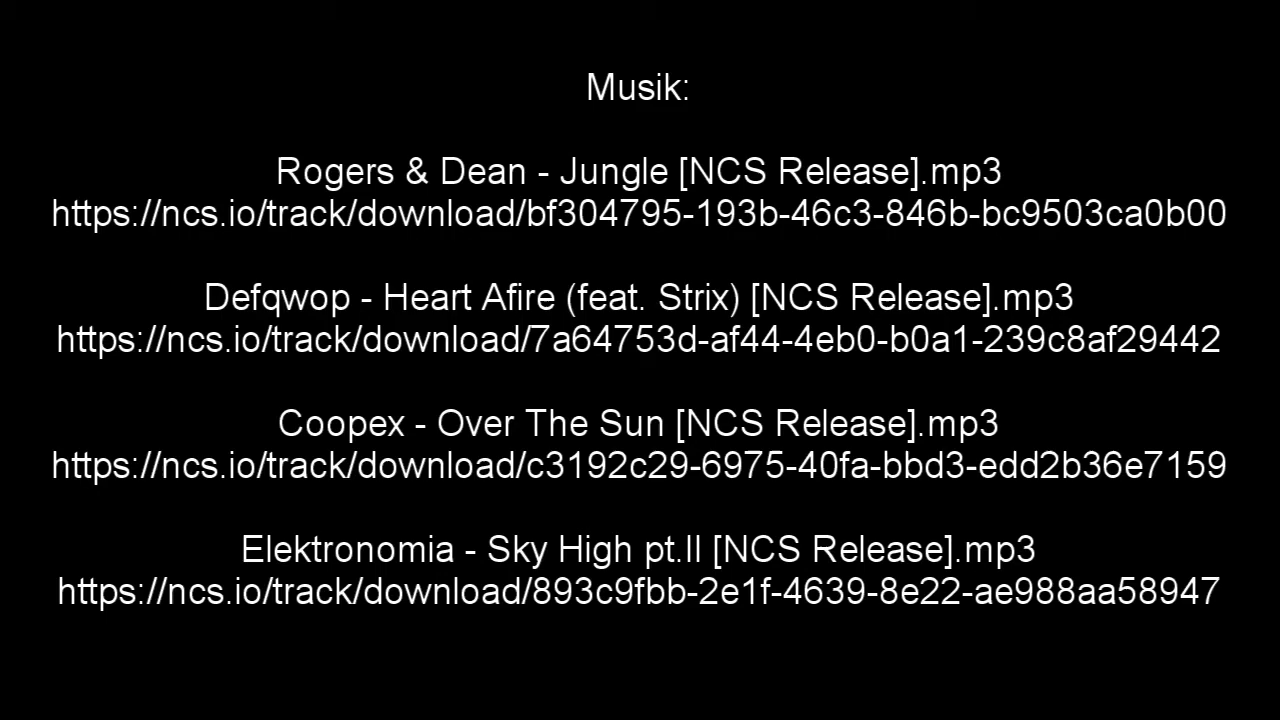 Musik:
Rogers & Dean - Jungle [NCS Release].mp3
https://ncs.io/track/download/bf304795-193b-46c3-846b-bc9503ca0b00
Defqwop - Heart Afire (feat. Strix) [NCS Release].mp3
https://ncs.io/track/download/7a64753d-af44-4eb0-b0a1-239c8af29442
Coopex - Over The Sun [NCS Release].mp3
https://ncs.io/track/download/c3192c29-6975-40fa-bbd3-edd2b36e7159
Elektronomia - Sky High pt.II [NCS Release].mp3
https://ncs.io/track/download/893c9fbb-2e1f-4639-8e22-ae988aa58947